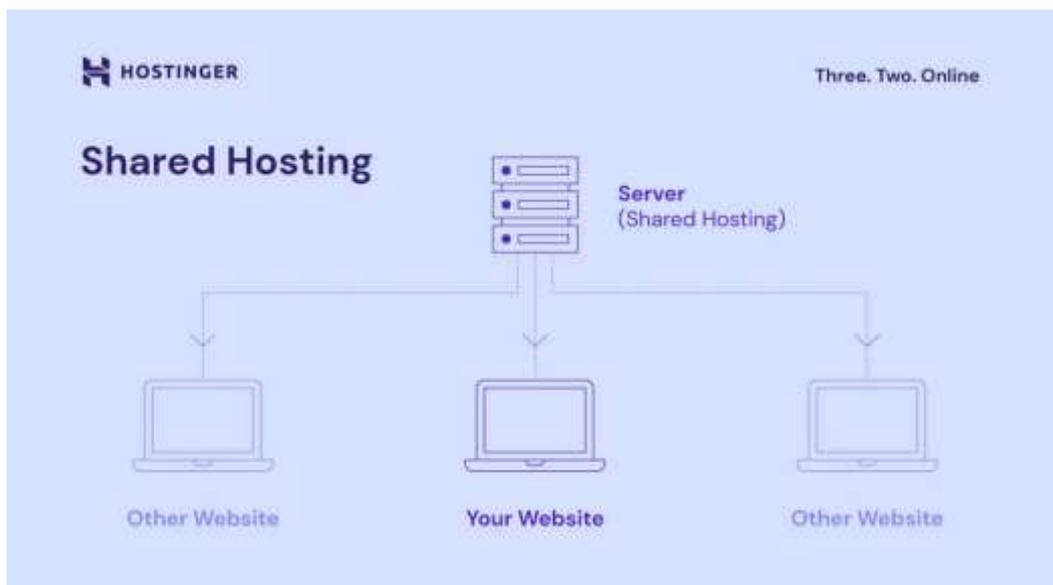 HOSTINGER
Three. Two. Online
Shared Hosting
Server
(Shared Hosting)
Other Website
Your Website
Other Website